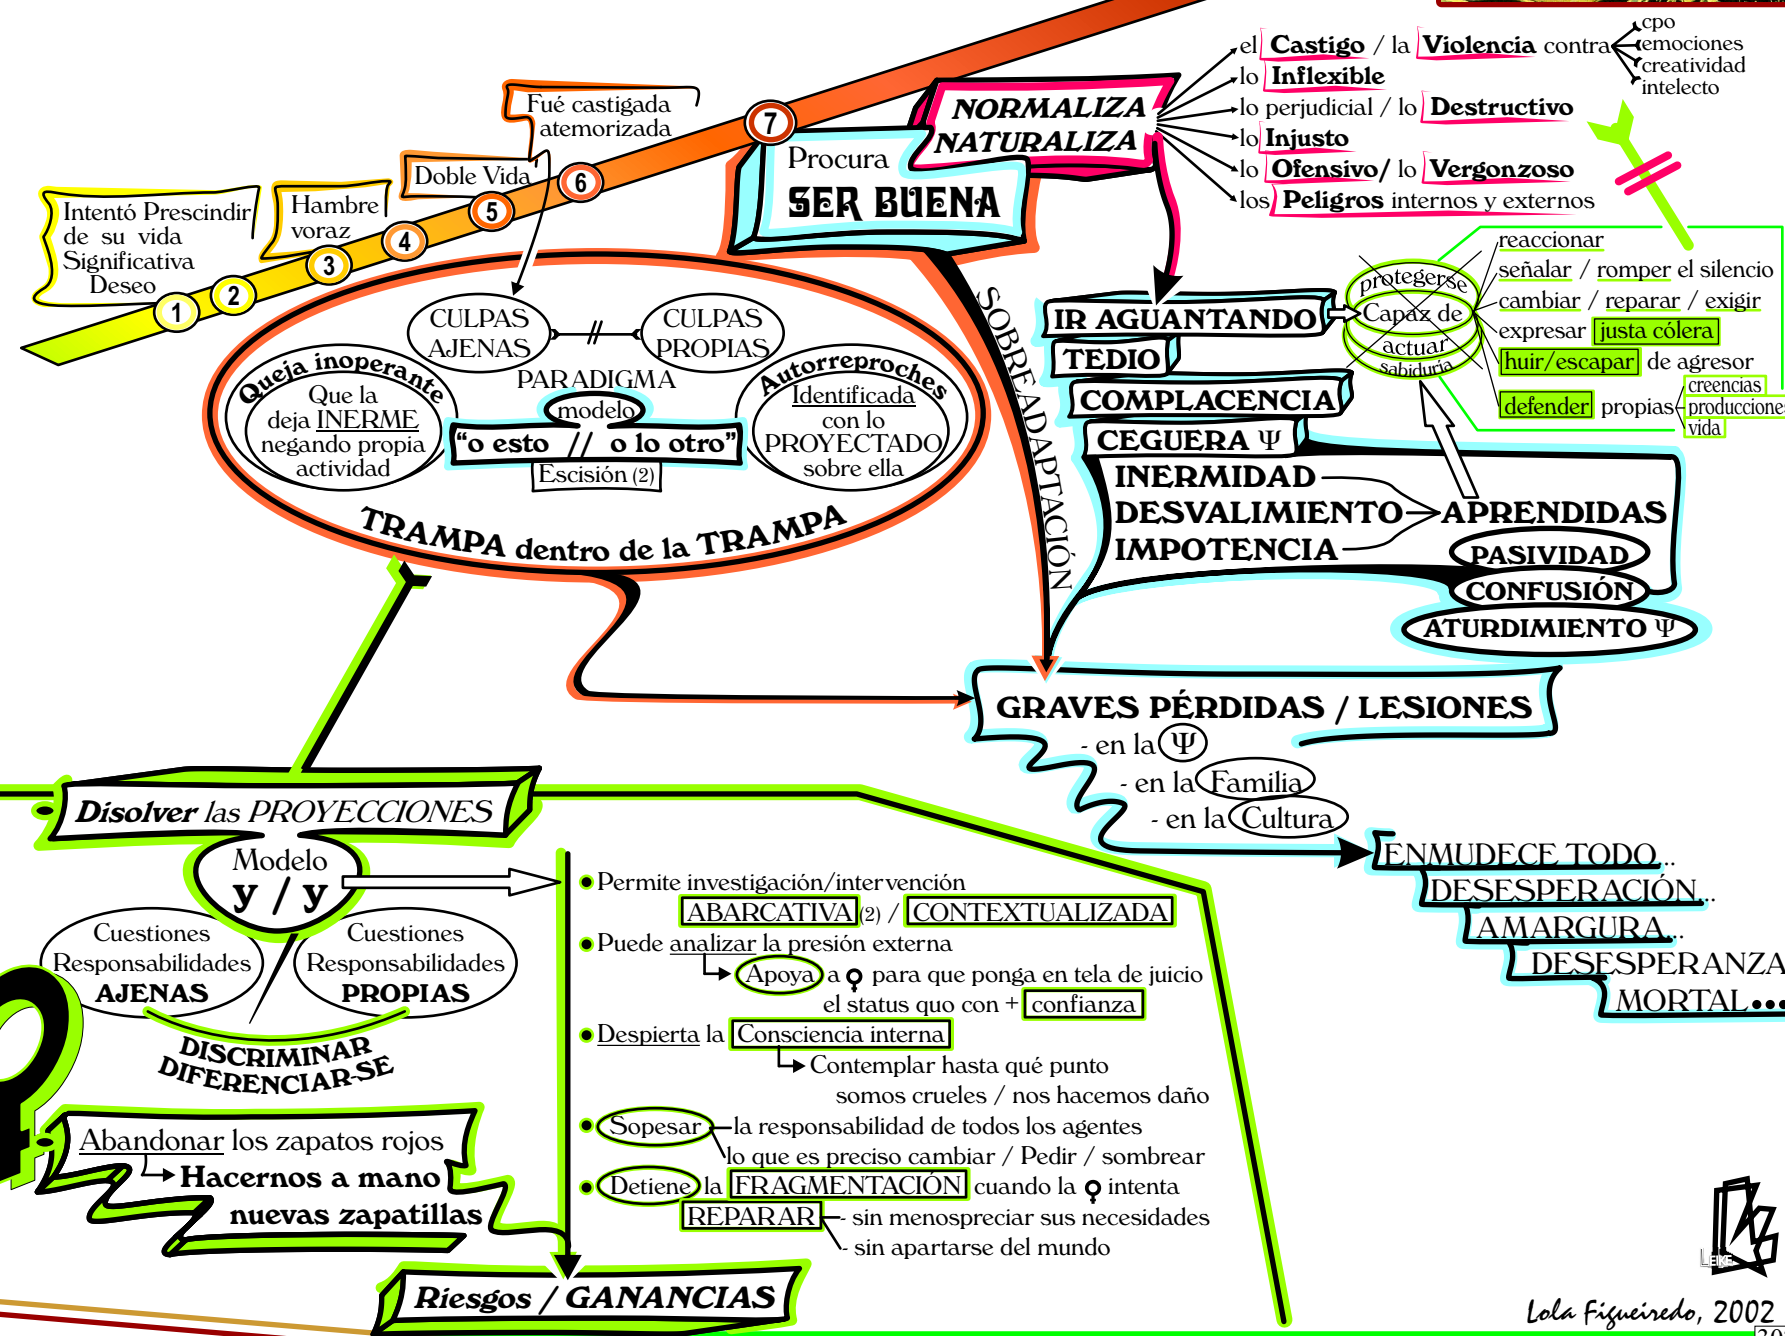 el Castigo / la Violencia contra
cpo
emociones
creatividad
intelecto
lo Inflexible
lo perjudicial / lo Destructivo
lo Injusto
lo Ofensivo/ lo Vergonzoso
los Peligros internos y externos
NORMALIZA
NATURALIZA
Procura
SER BUENA
Fué castigada
atemorizada
Doble Vida
Hambre
voraz
Intentó Prescindir
de su vida
Significativa
Deseo
1
2
3
4
5
6
7
CULPAS
AJENAS
//
CULPAS
PROPIAS
Queja inoperante
Que la
deja INERME
negando propia
actividad
PARADIGMA
modelo
"o esto // o lo otro"
Escisión (2)
Autorreproches
Identificada
con lo
PROYECTADO
sobre ella
TRAMPA dentro de la TRAMPA
SOBREADAPTACIÓN
IR AGUANTANDO
TEDIO
COMPLACENCIA
CEGUERA Ψ
INERMIDAD
DESVALIMIENTO
IMPOTENCIA
APRENDIDAS
PASIVIDAD
CONFUSIÓN
ATURDIMIENTO Ψ
protegerse
Capaz de
actuar
sabiduría
reaccionar
señalar / romper el silencio
cambiar / reparar / exigir
expresar justa cólera
huir/escapar de agresor
defender propias
creencias
producciones
vida
GRAVES PÉRDIDAS / LESIONES
- en la Ψ
- en la Familia
- en la Cultura
ENMUDECE TODO...
DESESPERACIÓN...
AMARGURA...
DESESPERANZA
MORTAL...
Disolver las PROYECCIONES
Modelo
y / y
Cuestiones
Responsabilidades
AJENAS
Cuestiones
Responsabilidades
PROPIAS
DISCRIMINAR
DIFERENCIAR-SE
Abandonar los zapatos rojos
Hacernos a mano
nuevas zapatillas
• Permite investigación/intervención
ABARCATIVA (2) / CONTEXTUALIZADA
• Puede analizar la presión externa
Apoya a ♀ para que ponga en tela de juicio
el status quo con + confianza
• Despierta la Consciencia interna
Contemplar hasta qué punto
somos crueles / nos hacemos daño
• Sopesar la responsabilidad de todos los agentes
lo que es preciso cambiar / Pedir / sombrear
• Detiene la FRAGMENTACIÓN cuando la ♀ intenta
REPARAR - sin menospreciar sus necesidades
- sin apartarse del mundo
Riesgos / GANANCIAS
LEIKE
Lola Figueiredo, 2002